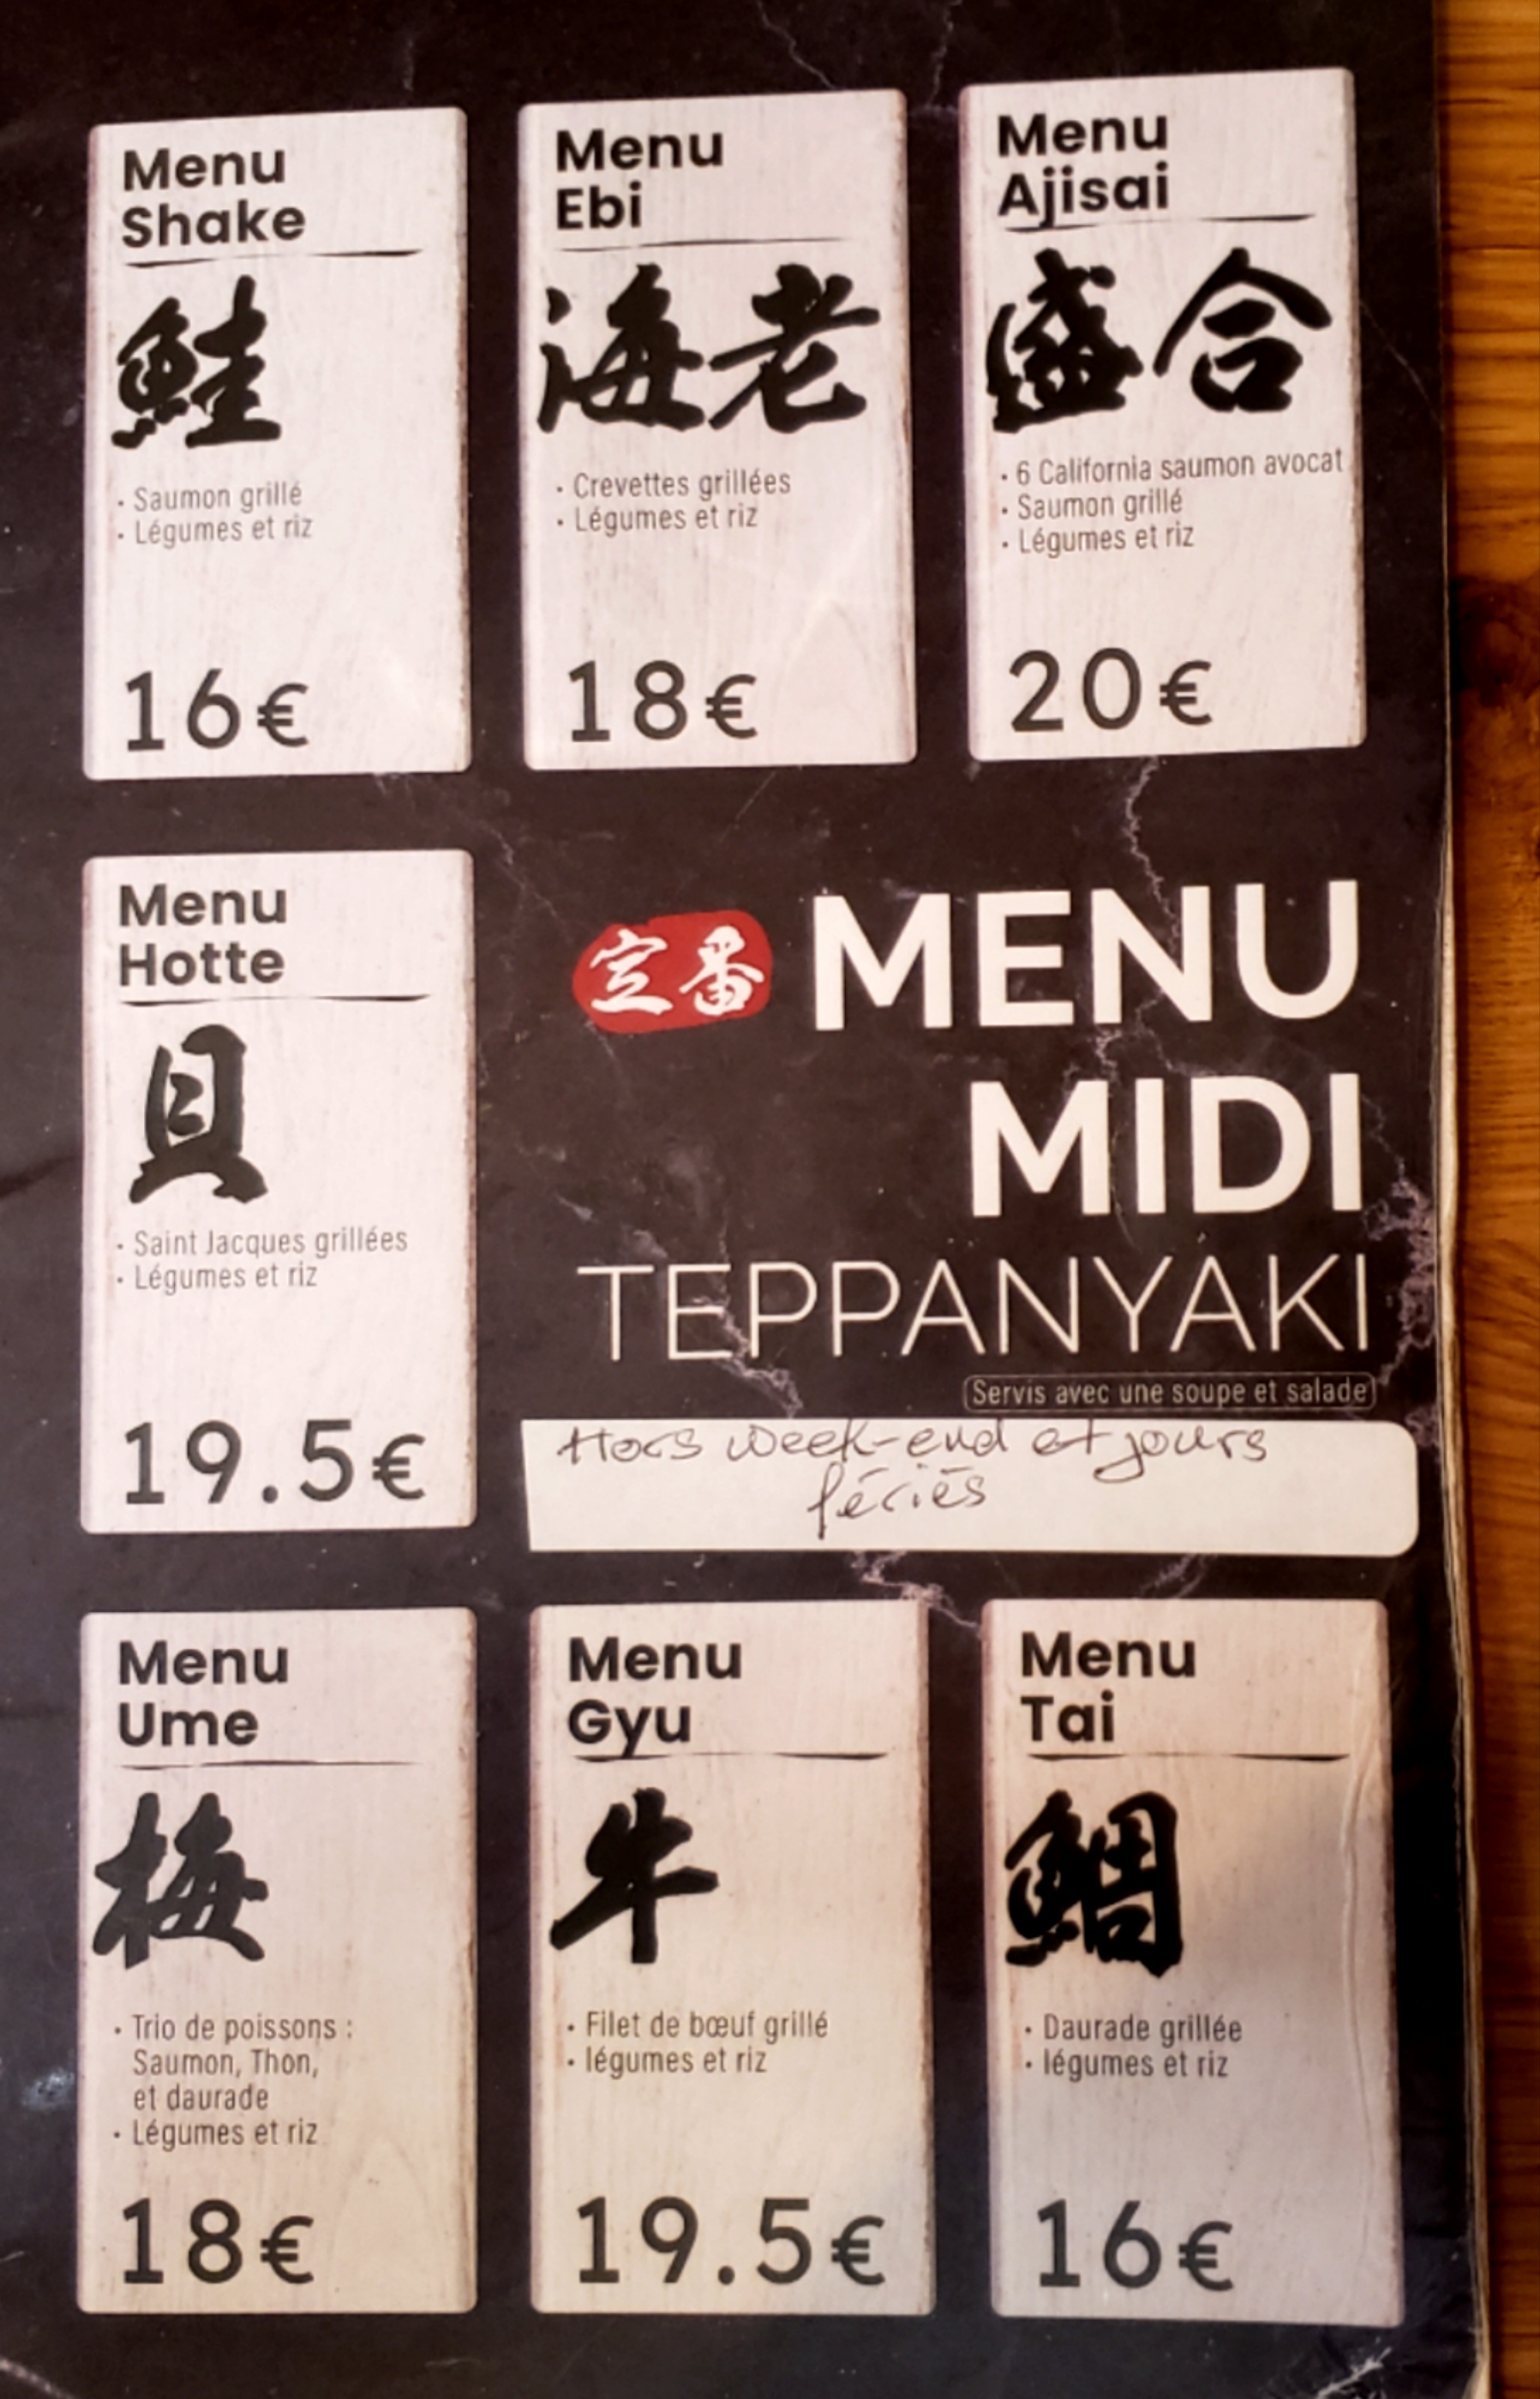 Menu
Shake
鮭
· Saumon grillé
· Légumes et riz
16€
Menu
Ebi
海老
· Crevettes grillées
· Légumes et riz
18€
Menu
Ajisai
盛合
· 6 California saumon avocat
· Saumon grillé
· Légumes et riz
20€
Menu
Hotte
貝
· Saint Jacques grillées
· Légumes et riz
19.5€
定番 MENU
MIDI
TEPPANYAKI
Servis avec une soupe et salade
Hors week-end et jours
fériés
Menu
Ume
梅
· Trio de poissons :
Saumon, Thon,
et daurade
· Légumes et riz
18€
Menu
Gyu
牛
· Filet de bœuf grillé
· légumes et riz
19.5€
Menu
Tai
鯛
· Daurade grillée
· légumes et riz
16€